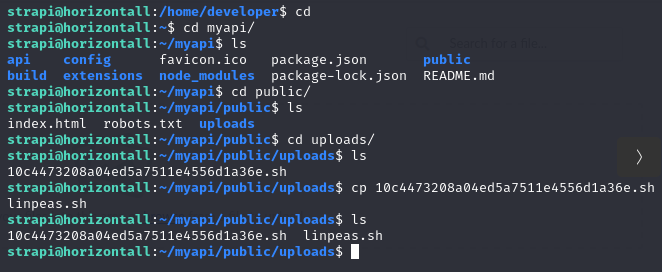 strapi@horizontall:/home/developer$ cd
strapi@horizontall:~$ cd myapi/
strapi@horizontall:~/myapi$ ls
api config favicon.ico package.json public
build extensions node_modules package-lock.json README.md
strapi@horizontall:~/myapi$ cd public/
strapi@horizontall:~/myapi/public$ ls
index.html robots.txt uploads
strapi@horizontall:~/myapi/public$ cd uploads/
strapi@horizontall:~/myapi/public/uploads$ ls
10c4473208a04ed5a7511e4556d1a36e.sh
strapi@horizontall:~/myapi/public/uploads$ cp 10c4473208a04ed5a7511e4556d1a36e.sh
linpeas.sh
strapi@horizontall:~/myapi/public/uploads$ ls
10c4473208a04ed5a7511e4556d1a36e.sh linpeas.sh
strapi@horizontall:~/myapi/public/uploads$